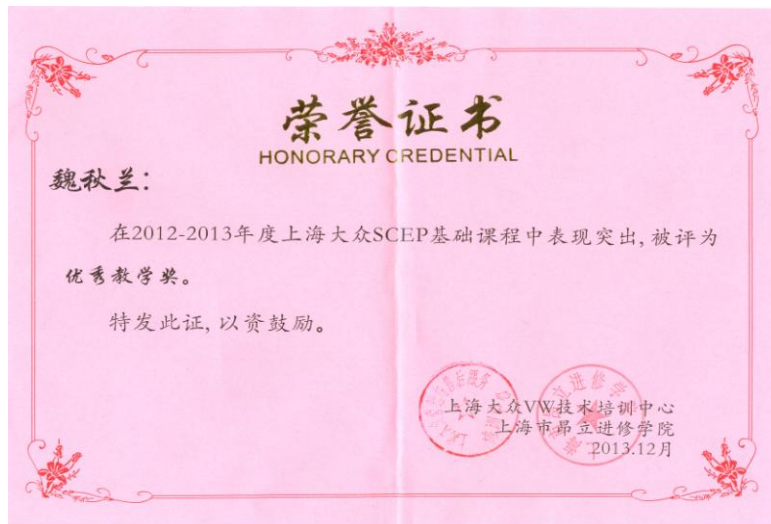 荣誉证书
HONORARY CREDENTIAL
魏秋兰：
在2012-2013年度上海大众SCEP基础课程中表现突出，被评为
优秀教学奖。
特发此证，以资鼓励。
上海大众VW技术培训中心
上海市昂立进修学院
2013.12月